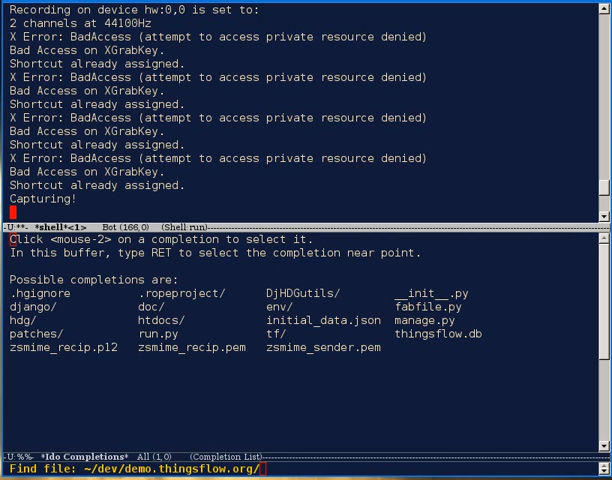 Recording on device hw:0,0 is set to:
2 channels at 44100Hz
X Error: BadAccess (attempt to access private resource denied)
Bad Access on XGrabKey.
Shortcut already assigned.
X Error: BadAccess (attempt to access private resource denied)
Bad Access on XGrabKey.
Shortcut already assigned.
X Error: BadAccess (attempt to access private resource denied)
Bad Access on XGrabKey.
Shortcut already assigned.
X Error: BadAccess (attempt to access private resource denied)
Bad Access on XGrabKey.
Shortcut already assigned.
Capturing!
-U:**- *shell*<1> Bot (166,0) (Shell run)
Click <mouse-2> on a completion to select it.
In this buffer, type RET to select the completion near point.
Possible completions are:
.hgignore .ropeproject/ DjHDGutils/ __init__.py
django/ doc/ env/ fabfile.py
hdg/ htdocs/ initial_data.json manage.py
patches/ run.py tf/ thingsflow.db
zsmime_recip.p12 zsmime_recip.pem zsmime_sender.pem
-U:%%- *Ido Completions* All (1,0) (Completion List)
Find file: ~/dev/demo.thingsflow.org/